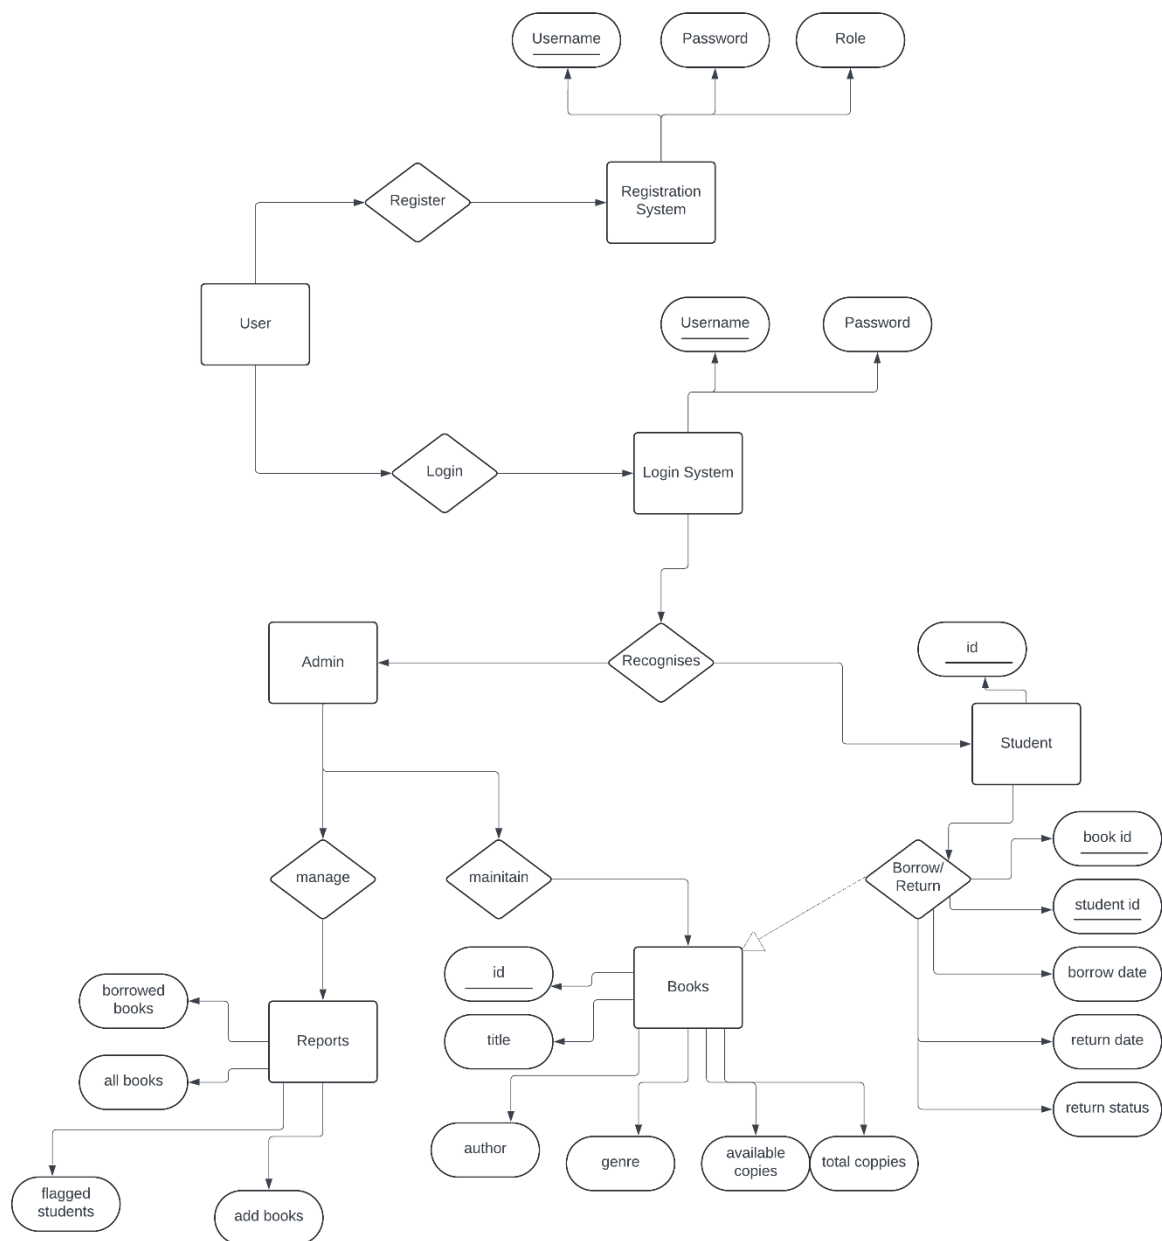 Username
Password
Role
Register
Registration
System
User
Username
Password
Login
Login System
Admin
Recognises
id
Student
manage
mainitain
Borrow/
Return
book id
student id
borrow date
return date
return status
borrowed
books
all books
Reports
flagged
students
add books
id
title
Books
author
genre
available
copies
total coppies